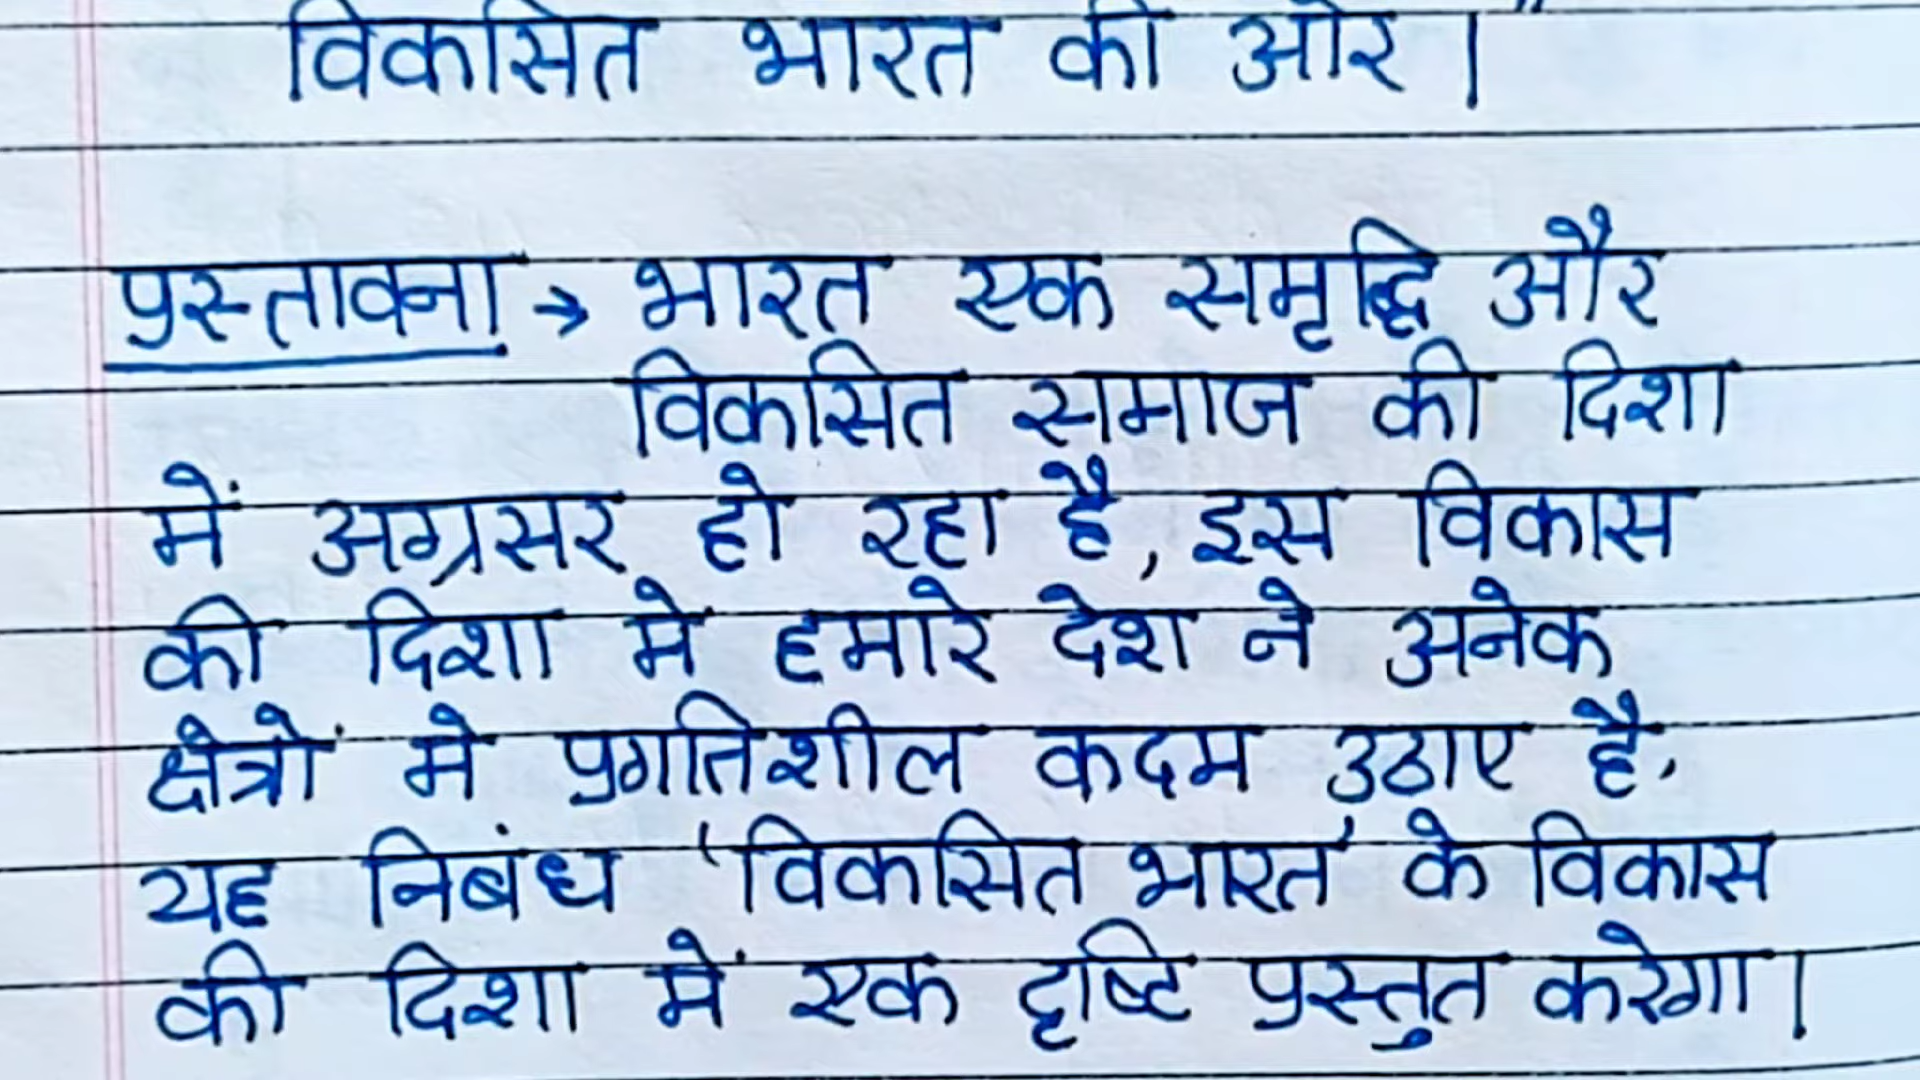 विकसित भारत की ओर।"
प्रस्तावना → भारत एक समृद्धि और
विकसित समाज की दिशा
में अग्रसर हो रहा है, इस विकास
की दिशा मे हमारे देश ने अनेक
क्षेत्रों मे प्रगतिशील कदम उठाए है,
यह निबंध 'विकसित भारत' के विकास
की दिशा में एक दृष्टि प्रस्तुत करेगा।